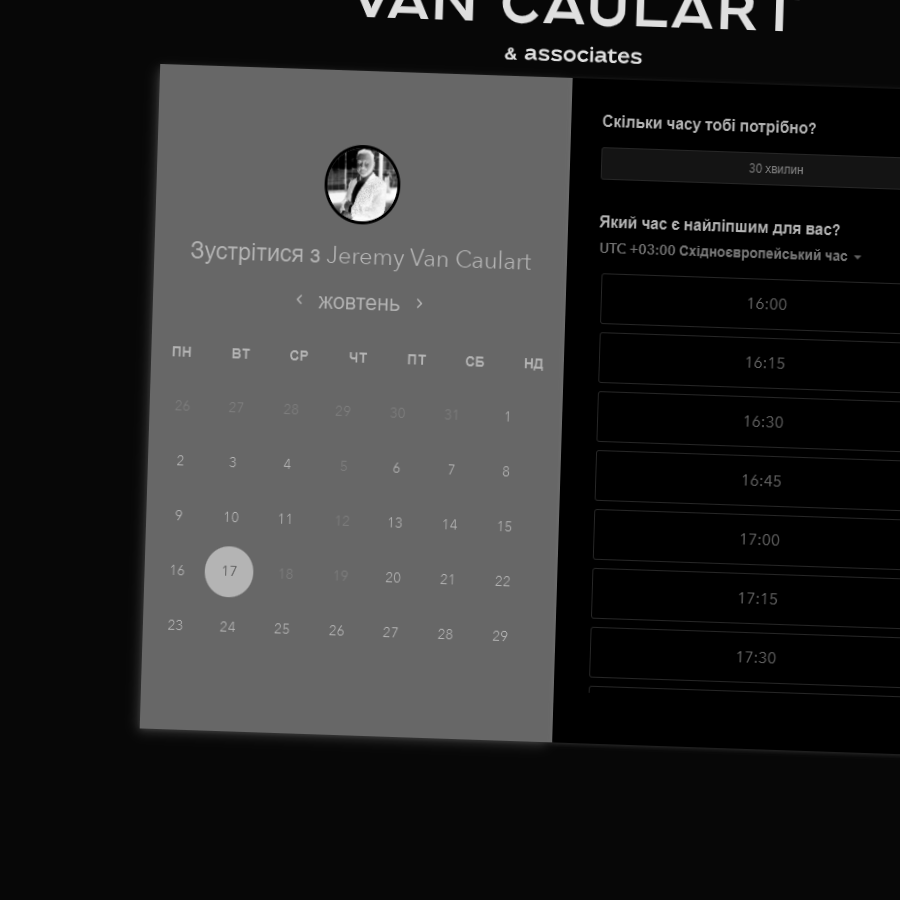 VAN CAULART
& associates
Зустрітися з Jeremy Van Caulart
жовтень
ПН ВТ СР ЧТ ПТ СБ НД
26 27 28 29 30 31 1
2 3 4 5 6 7 8
9 10 11 12 13 14 15
16 17 18 19 20 21 22
23 24 25 26 27 28 29
Скільки часу тобі потрібно?
30 хвилин
Який час є найліпшим для вас?
UTC +03:00 Східноєвропейський час
16:00
16:15
16:30
16:45
17:00
17:15
17:30